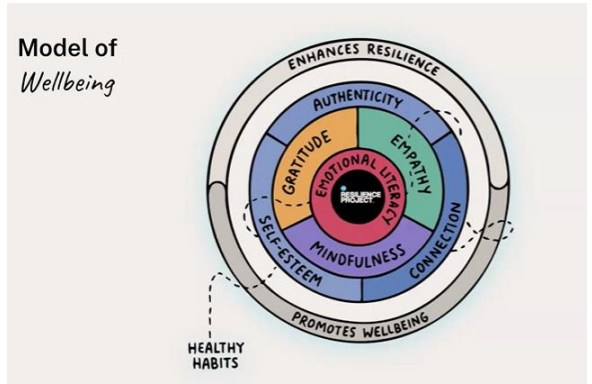 Model of
Wellbeing
ENHANCES RESILIENCE
AUTHENTICITY
GRATITUDE
EMPATHY
EMOTIONAL LITERACY
RESILIENCE
PROJECT
SELF-ESTEEM
MINDFULNESS
CONNECTION
PROMOTES WELLBEING
HEALTHY
HABITS